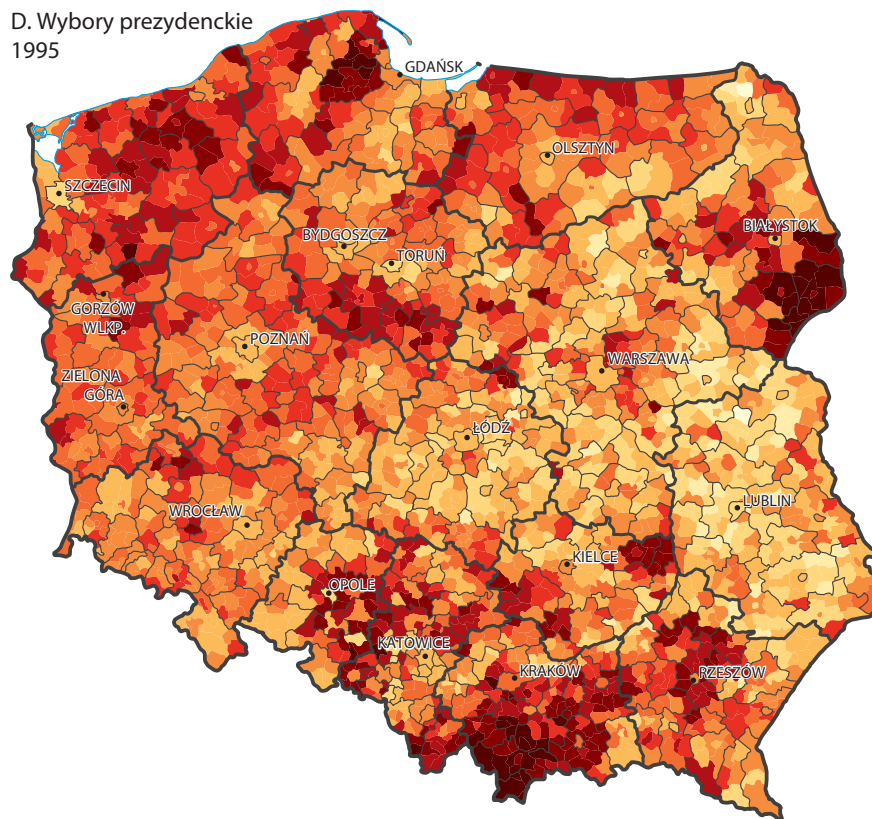 D. Wybory prezydenckie
1995
GDAŃSK
OLSZTYN
SZCZECIN
BIAŁYSTOK
BYDGOSZCZ
TORUŃ
GORZÓW
WLKP.
POZNAŃ
WARSZAWA
ZIELONA
GÓRA
ŁÓDŹ
LUBLIN
WROCŁAW
KIELCE
OPOLE
KATOWICE
KRAKÓW
RZESZÓW